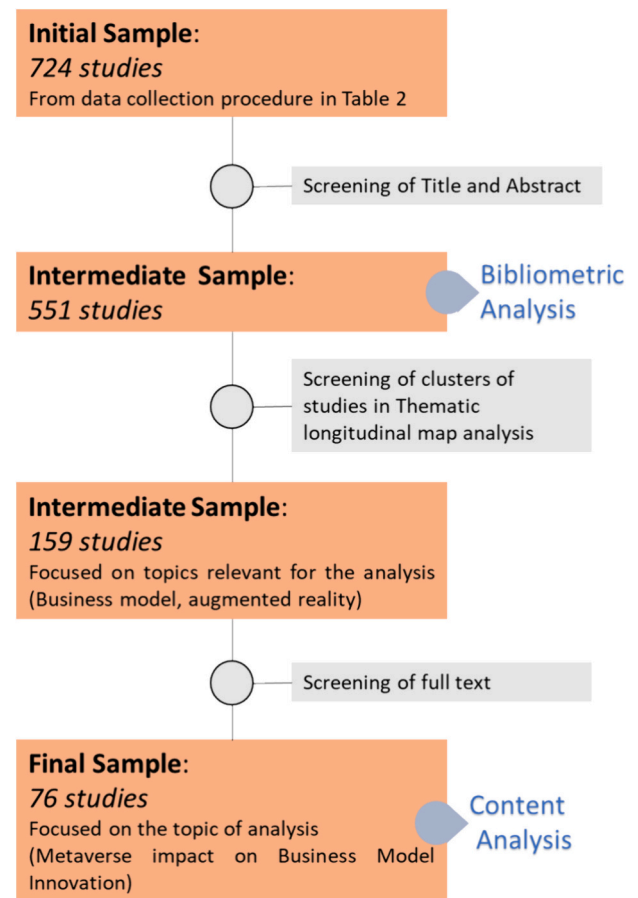 Initial Sample:
724 studies
From data collection procedure in Table 2
Screening of Title and Abstract
Intermediate Sample:
551 studies
Bibliometric
Analysis
Screening of clusters of
studies in Thematic
longitudinal map analysis
Intermediate Sample:
159 studies
Focused on topics relevant for the analysis
(Business model, augmented reality)
Screening of full text
Final Sample:
76 studies
Focused on the topic of analysis
(Metaverse impact on Business Model
Innovation)
Content
Analysis